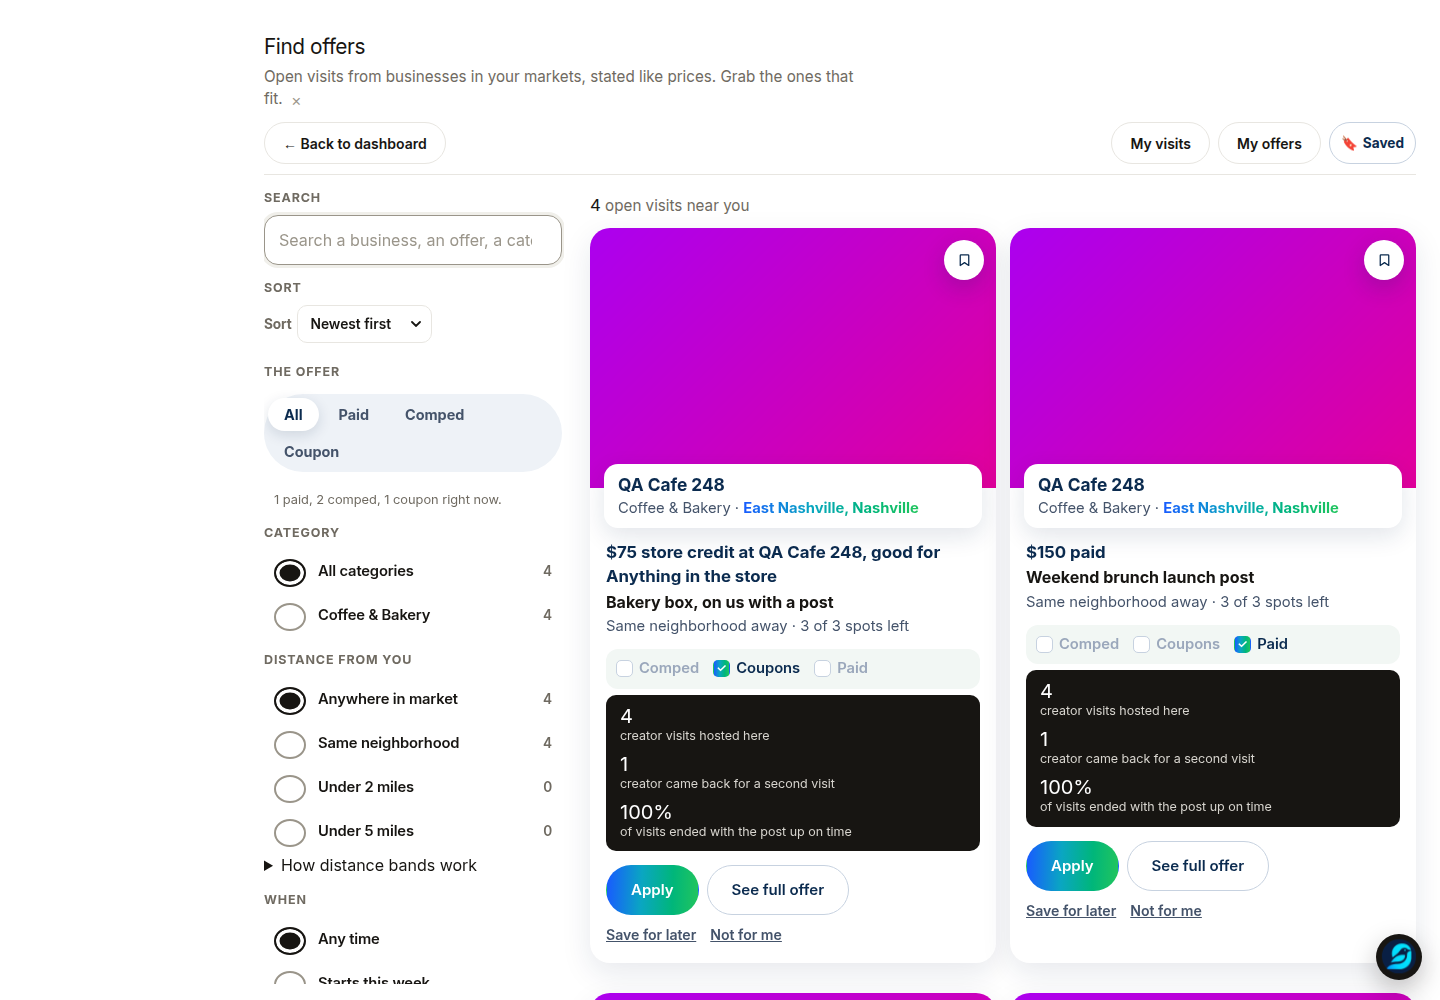 Find offers
Open visits from businesses in your markets, stated like prices. Grab the ones that
fit. ×
← Back to dashboard
My visits
My offers
Saved
SEARCH
Search a business, an offer, a cat
SORT
Sort
Newest first
THE OFFER
All
Paid
Comped
Coupon
1 paid, 2 comped, 1 coupon right now.
CATEGORY
All categories 4
Coffee & Bakery 4
DISTANCE FROM YOU
Anywhere in market 4
Same neighborhood 4
Under 2 miles 0
Under 5 miles 0
▶ How distance bands work
WHEN
Any time
Starts this week
4 open visits near you
QA Cafe 248
Coffee & Bakery · East Nashville, Nashville
$75 store credit at QA Cafe 248, good for
Anything in the store
Bakery box, on us with a post
Same neighborhood away · 3 of 3 spots left
Comped Coupons Paid
4
creator visits hosted here
1
creator came back for a second visit
100%
of visits ended with the post up on time
Apply
See full offer
Save for later Not for me
QA Cafe 248
Coffee & Bakery · East Nashville, Nashville
$150 paid
Weekend brunch launch post
Same neighborhood away · 3 of 3 spots left
Comped Coupons Paid
4
creator visits hosted here
1
creator came back for a second visit
100%
of visits ended with the post up on time
Apply
See full offer
Save for later Not for me